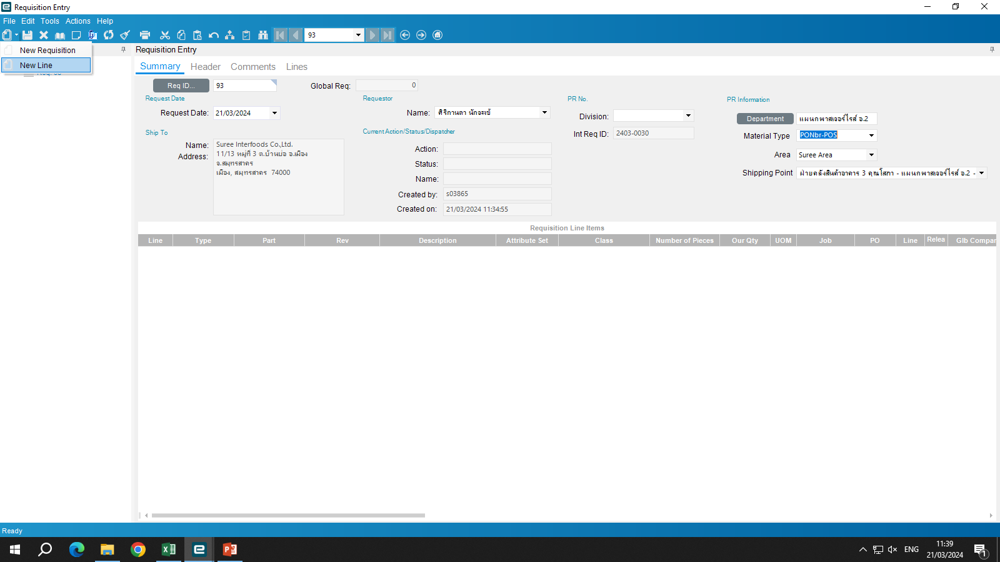 Requisition Entry
File Edit Tools Actions Help
93
New Requisition
New Line
Requisition Entry
Summary Header Comments Lines
Req ID... 93
Global Req: 0
Request Date
Request Date: 21/03/2024
Ship To
Name: Suree Interfoods Co.,Ltd.
Address: 11/13 หมู่ที่ 3 ต.บ้านบ่อ อ.เมือง
จ.สมุทรสาคร
เมือง, สมุทรสาคร 74000
Requestor
Name: ศิริกานดา นักจะเข้
Current Action/Status/Dispatcher
Action:
Status:
Name:
Created by: s03865
Created on: 21/03/2024 11:34:55
PR No.
Division:
Int Req ID: 2403-0030
PR Information
Department แผนกพาสเจอร์ไรส์ อ.2
Material Type PONbr-POS
Area Suree Area
Shipping Point ฝ่ายคลังสินค้าอาคาร 3 คุณโสภา - แผนกพาสเจอร์ไรส์ อ.2 -
Requisition Line Items
Line Type Part Rev Description Attribute Set Class Number of Pieces Our Qty UOM Job PO Line Relea Glb Compar
Ready
ENG
11:39
21/03/2024
1